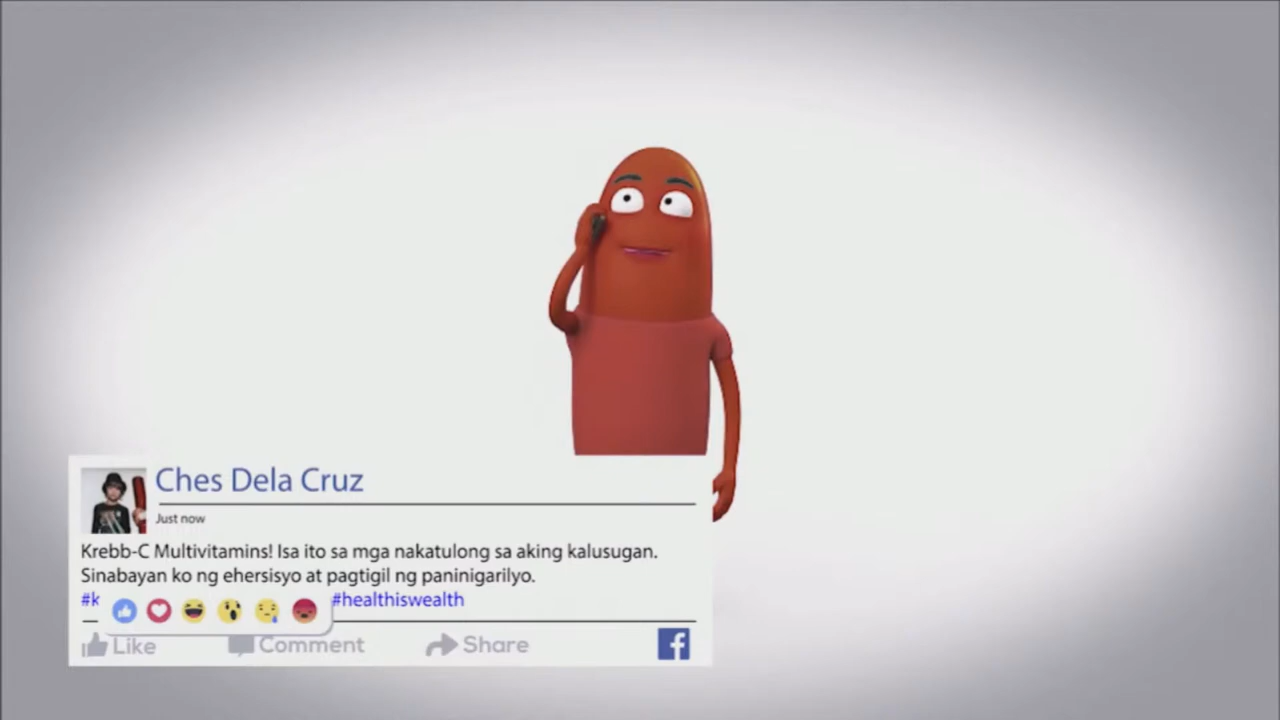 Ches Dela Cruz
Just now
Krebb-C Multivitamins! Isa ito sa mga nakatulong sa aking kalusugan.
Sinabayan ko ng ehersisyo at pagtigil ng paninigarilyo.
#healthiswealth
Like Comment Share